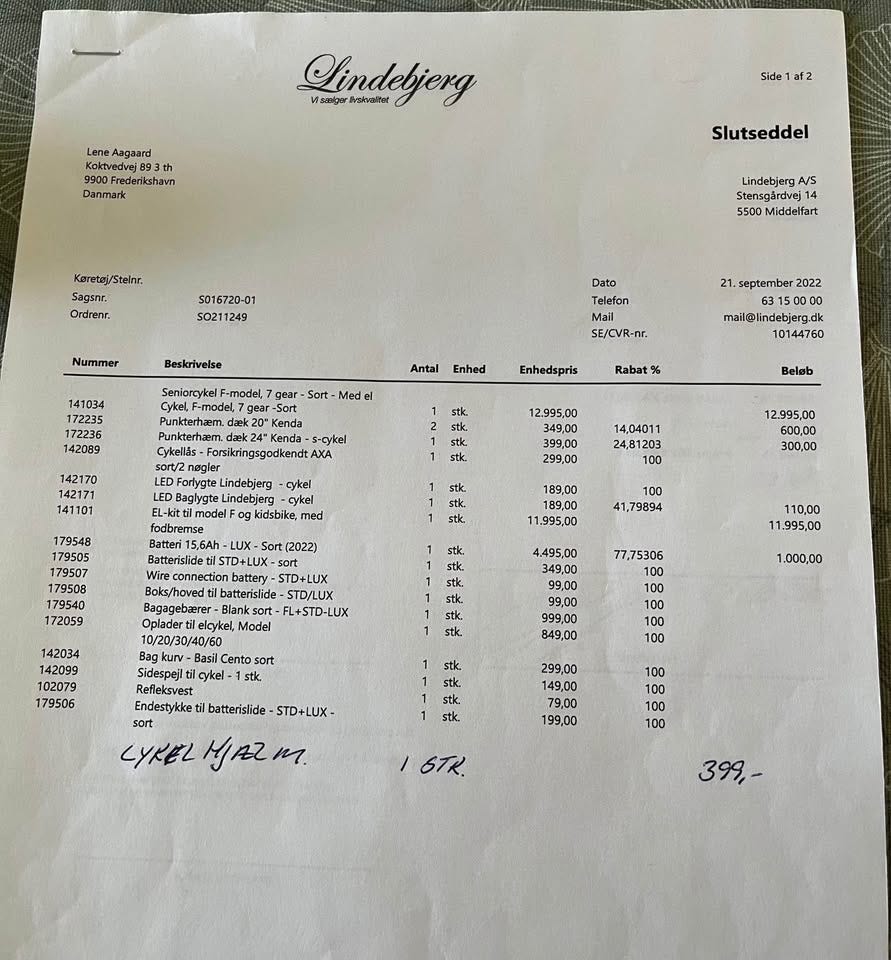 Lindebjerg
Vi sælger livskvalitet
Side 1 af 2
Slutseddel
Lene Aagaard
Koktvedvej 89 3 th
9900 Frederikshavn
Danmark
Lindebjerg A/S
Stensgårdvej 14
5500 Middelfart
Køretøj/Stelnr.
Sagsnr. S016720-01
Ordrenr. SO211249
Dato 21. september 2022
Telefon 63 15 00 00
Mail mail@lindebjerg.dk
SE/CVR-nr. 10144760
Nummer Beskrivelse Antal Enhed Enhedspris Rabat % Beløb
Seniorcykel F-model, 7 gear - Sort - Med el
141034 Cykel, F-model, 7 gear -Sort 1 stk. 12.995,00 12.995,00
172235 Punkterhæm. dæk 20" Kenda 2 stk. 349,00 14,04011 600,00
172236 Punkterhæm. dæk 24" Kenda - s-cykel 1 stk. 399,00 24,81203 300,00
142089 Cykellås - Forsikringsgodkendt AXA 1 stk. 299,00 100
sort/2 nøgler
142170 LED Forlygte Lindebjerg - cykel 1 stk. 189,00 100
142171 LED Baglygte Lindebjerg - cykel 1 stk. 189,00 41,79894 110,00
141101 EL-kit til model F og kidsbike, med 1 stk. 11.995,00 11.995,00
fodbremse
179548 Batteri 15,6Ah - LUX - Sort (2022) 1 stk. 4.495,00 77,75306 1.000,00
179505 Batterislide til STD+LUX - sort 1 stk. 349,00 100
179507 Wire connection battery - STD+LUX 1 stk. 99,00 100
179508 Boks/hoved til batterislide - STD/LUX 1 stk. 99,00 100
179540 Bagagebærer - Blank sort - FL+STD-LUX 1 stk. 999,00 100
172059 Oplader til elcykel, Model 1 stk. 849,00 100
10/20/30/40/60
142034 Bag kurv - Basil Cento sort 1 stk. 299,00 100
142099 Sidespejl til cykel - 1 stk. 1 stk. 149,00 100
102079 Refleksvest 1 stk. 79,00 100
179506 Endestykke til batterislide - STD+LUX - 1 stk. 199,00 100
sort
CYKEL HJÆLM. 1 STK. 399,-